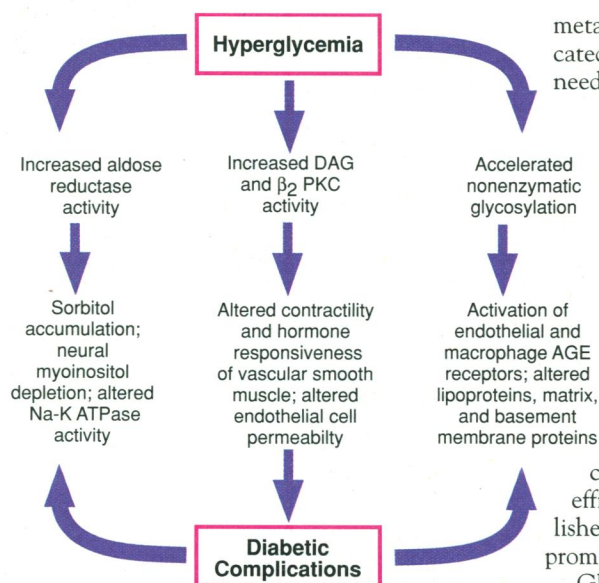 Hyperglycemia
Increased aldose
reductase
activity
Increased DAG
and β₂ PKC
activity
Accelerated
nonenzymatic
glycosylation
Sorbitol
accumulation;
neural
myoinositol
depletion; altered
Na-K ATPase
activity
Altered contractility
and hormone
responsiveness
of vascular smooth
muscle; altered
endothelial cell
permeabilty
Activation of
endothelial and
macrophage AGE
receptors; altered
lipoproteins, matrix,
and basement
membrane proteins
Diabetic
Complications
meta
cated
need
c
effi
lishe
prom